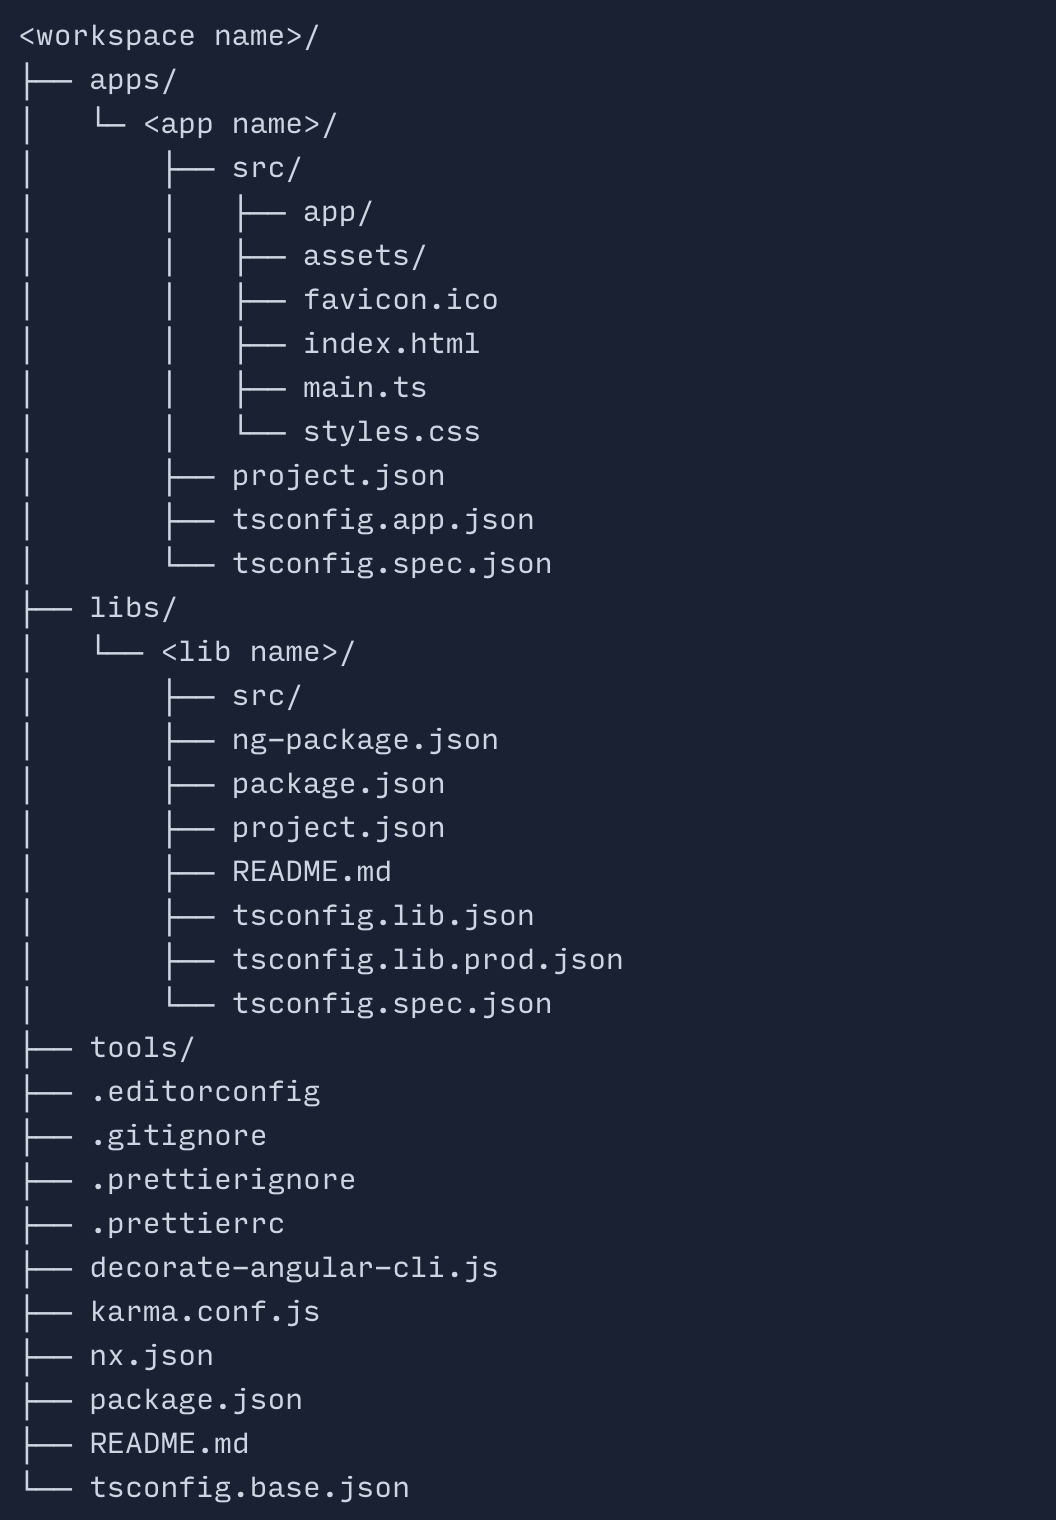 <workspace name>/
├── apps/
│   └─ <app name>/
│       ├── src/
│       │   ├── app/
│       │   ├── assets/
│       │   ├── favicon.ico
│       │   ├── index.html
│       │   ├── main.ts
│       │   └── styles.css
│       ├── project.json
│       ├── tsconfig.app.json
│       └── tsconfig.spec.json
├── libs/
│   └── <lib name>/
│       ├── src/
│       ├── ng-package.json
│       ├── package.json
│       ├── project.json
│       ├── README.md
│       ├── tsconfig.lib.json
│       ├── tsconfig.lib.prod.json
│       └── tsconfig.spec.json
├── tools/
├── .editorconfig
├── .gitignore
├── .prettierignore
├── .prettierrc
├── decorate-angular-cli.js
├── karma.conf.js
├── nx.json
├── package.json
├── README.md
└── tsconfig.base.json